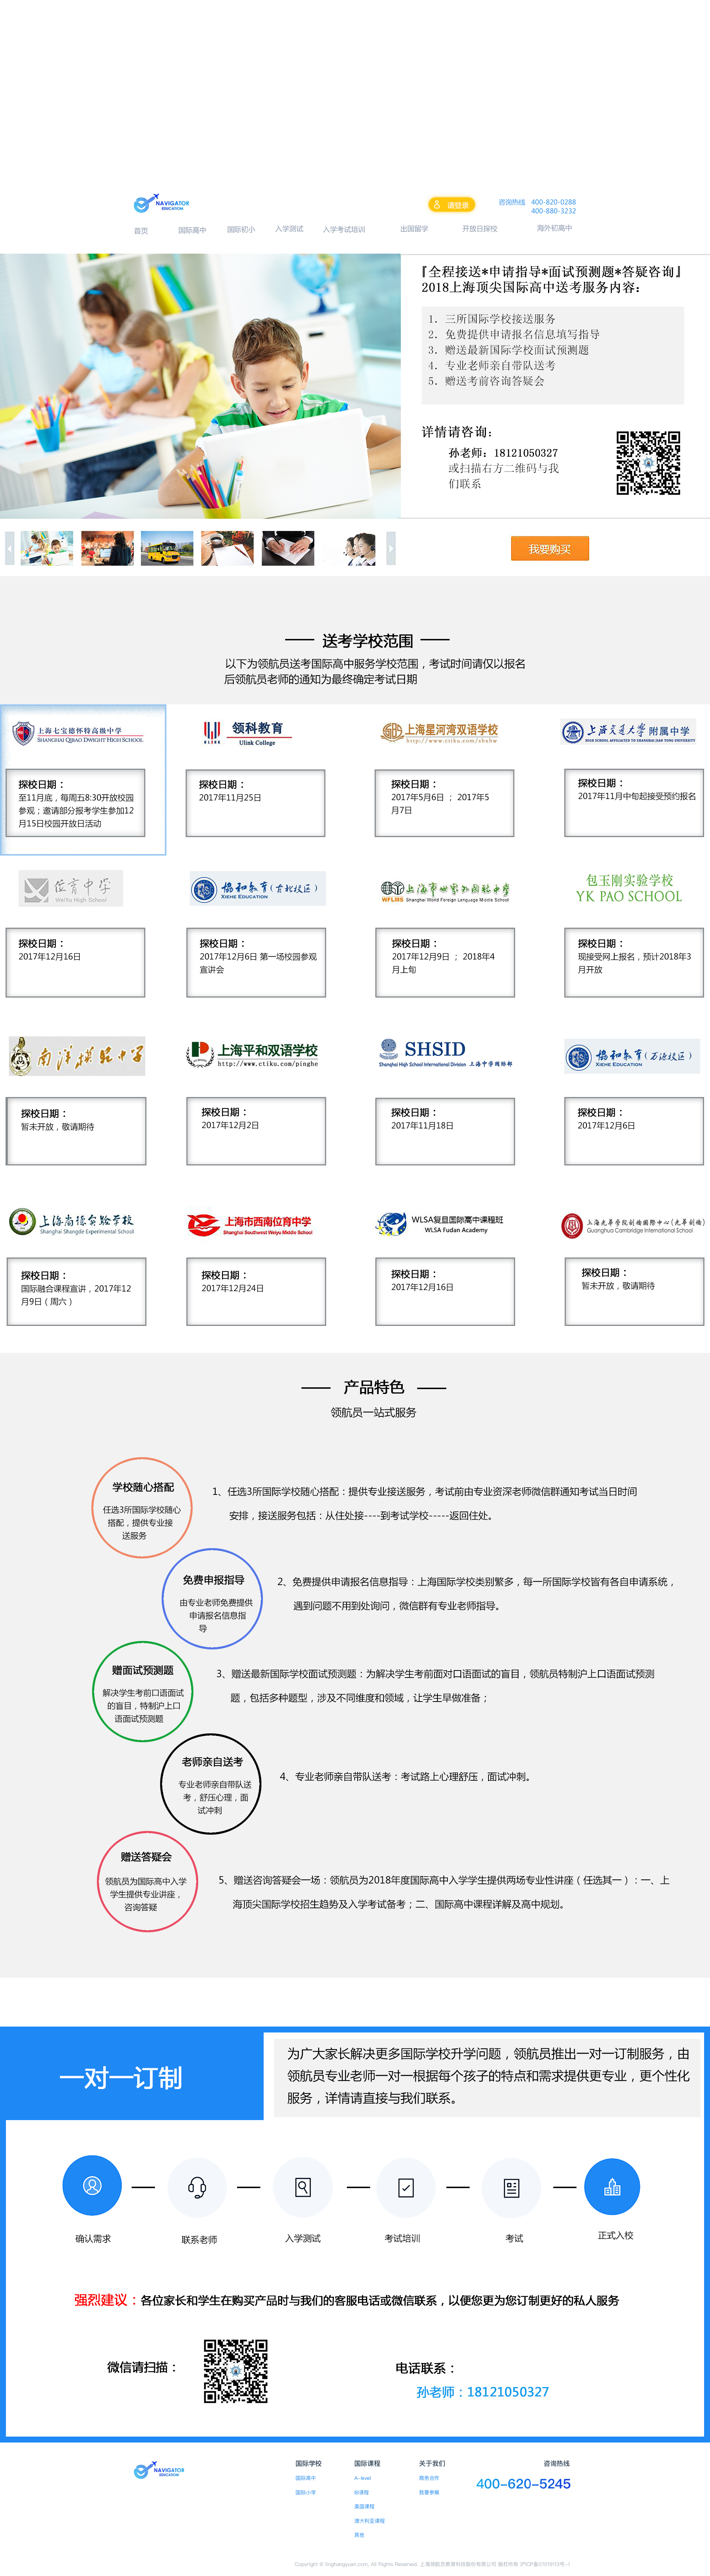 NAVIGATOR
EDUCATION
请登录
咨询热线 400-820-0288
400-880-3232
首页 国际高中 国际初小 入学测试 入学考试培训 出国留学 开放日探校 海外初高中
『全程接送*申请指导*面试预测题*答疑咨询』
2018上海顶尖国际高中送考服务内容：
1. 三所国际学校接送服务
2. 免费提供申请报名信息填写指导
3. 赠送最新国际学校面试预测题
4. 专业老师亲自带队送考
5. 赠送考前咨询答疑会
详情请咨询：
孙老师：18121050327
或扫描右方二维码与我
们联系
我要购买
送考学校范围
以下为领航员送考国际高中服务学校范围，考试时间请仅以报名
后领航员老师的通知为最终确定考试日期
上海七宝德怀特高级中学
SHANGHAI QIBAO DWIGHT HIGH SCHOOL
探校日期：
至11月底，每周五8:30开放校园
参观；邀请部分报考学生参加12
月15日校园开放日活动
ULINK
领科教育
Ulink College
探校日期：
2017年11月25日
上海星河湾双语学校
http://www.ctiku.com/shxhw
探校日期：
2017年5月6日 ； 2017年5
月7日
上海交通大学附属中学
HIGH SCHOOL AFFILIATED TO SHANGHAI JIAO TONG UNIVERSITY
探校日期：
2017年11月中旬起接受预约报名
位育中学
WeiYu High School
探校日期：
2017年12月16日
协和教育(古北校区)
XIEHE EDUCATION
探校日期：
2017年12月6日 第一场校园参观
宣讲会
上海市世界外国语中学
WFLMS Shanghai World Foreign Language Middle School
探校日期：
2017年12月9日 ； 2018年4
月上旬
包玉刚实验学校
YK PAO SCHOOL
探校日期：
现接受网上报名，预计2018年3
月开放
南洋模范中学
探校日期：
暂未开放，敬请期待
上海平和双语学校
http://www.ctiku.com/pinghe
探校日期：
2017年12月2日
SHSID
Shanghai High School International Division 上海中学国际部
探校日期：
2017年11月18日
协和教育(万源校区)
XIEHE EDUCATION
探校日期：
2017年12月6日
上海尚德实验学校
Shanghai Shangde Experimental School
探校日期：
国际融合课程宣讲，2017年12
月9日（周六）
上海市西南位育中学
Shanghai Southwest Weiyu Middle School
探校日期：
2017年12月24日
WLSA复旦国际高中课程班
WLSA Fudan Academy
探校日期：
2017年12月16日
上海光华学院剑桥国际中心(光华剑桥)
Guanghua Cambridge International School
探校日期：
暂未开放，敬请期待
产品特色
领航员一站式服务
学校随心搭配
任选3所国际学校随心
搭配，提供专业接
送服务
1、任选3所国际学校随心搭配：提供专业接送服务，考试前由专业资深老师微信群通知考试当日时间
安排，接送服务包括：从住处接----到考试学校-----返回住处。
免费申报指导
由专业老师免费提供
申请报名信息指
导
2、免费提供申请报名信息指导：上海国际学校类别繁多，每一所国际学校皆有各自申请系统，
遇到问题不用到处询问，微信群有专业老师指导。
赠面试预测题
解决学生考前口语面试
的盲目，特制沪上口
语面试预测题
3、赠送最新国际学校面试预测题：为解决学生考前面对口语面试的盲目，领航员特制沪上口语面试预测
题，包括多种题型，涉及不同维度和领域，让学生早做准备；
老师亲自送考
专业老师亲自带队送
考，舒压心理，面
试冲刺
4、专业老师亲自带队送考：考试路上心理舒压，面试冲刺。
赠送答疑会
领航员为国际高中入学
学生提供专业讲座，
咨询答疑
5、赠送咨询答疑会一场：领航员为2018年度国际高中入学学生提供两场专业性讲座（任选其一）：一、上
海顶尖国际学校招生趋势及入学考试备考；二、国际高中课程详解及高中规划。
一对一订制
为广大家长解决更多国际学校升学问题，领航员推出一对一订制服务，由
领航员专业老师一对一根据每个孩子的特点和需求提供更专业，更个性化
服务，详情请直接与我们联系。
确认需求 联系老师 入学测试 考试培训 考试 正式入校
强烈建议：各位家长和学生在购买产品时与我们的客服电话或微信联系，以便您更为您订制更好的私人服务
微信请扫描：
电话联系：
孙老师：18121050327
NAVIGATOR
EDUCATION
国际学校 国际课程 关于我们 咨询热线
国际高中 A-level 商务合作
400-620-5245
国际小学 IB课程 我要参展
美国课程
澳大利亚课程
其他